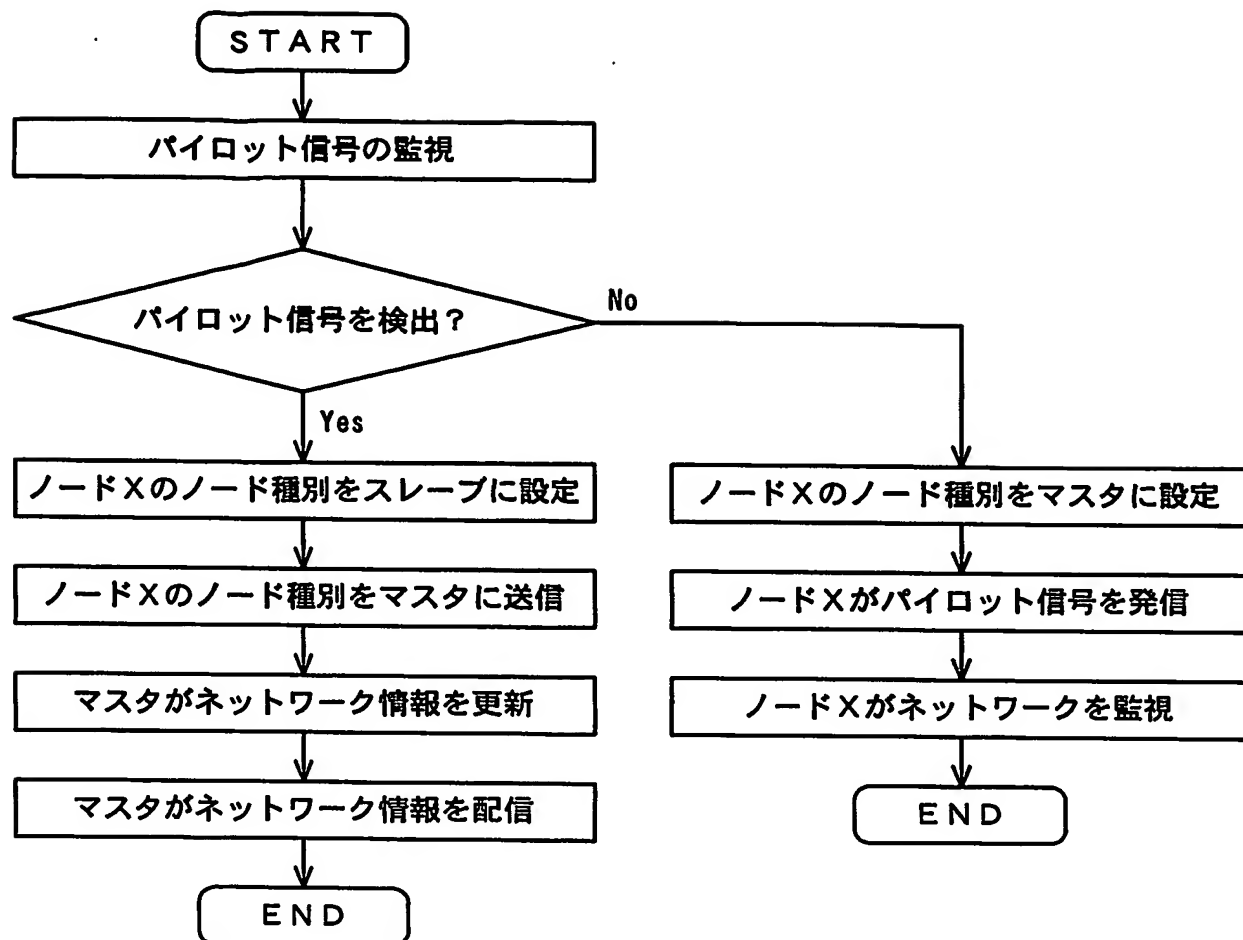 START
パイロット信号の監視
パイロット信号を検出?
No
Yes
ノードXのノード種別をスレーブに設定
ノードXのノード種別をマスタに送信
マスタがネットワーク情報を更新
マスタがネットワーク情報を配信
END
ノードXのノード種別をマスタに設定
ノードXがパイロット信号を発信
ノードXがネットワークを監視
END